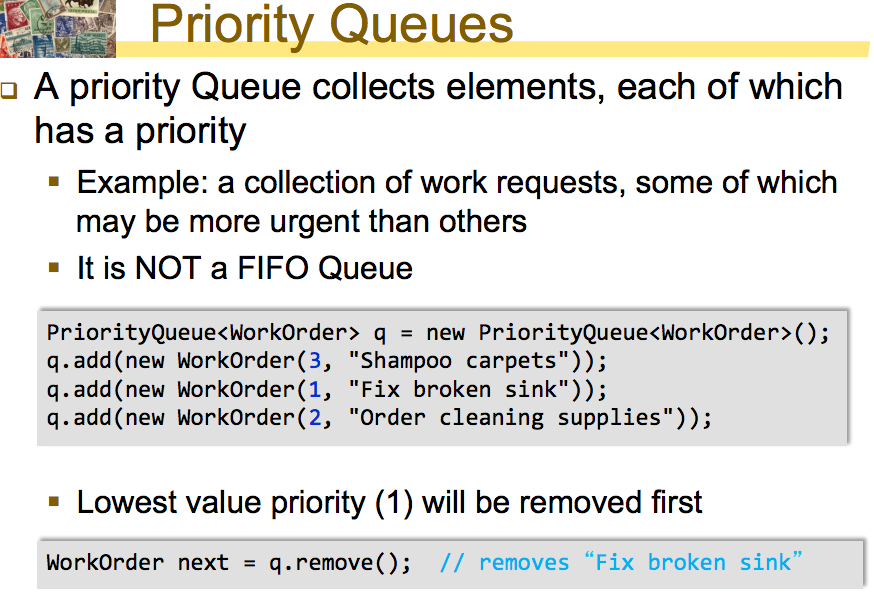 Priority Queues
A priority Queue collects elements, each of which
has a priority
Example: a collection of work requests, some of which
may be more urgent than others
It is NOT a FIFO Queue
PriorityQueue<WorkOrder> q = new PriorityQueue<WorkOrder>();
q.add(new WorkOrder(3, "Shampoo carpets"));
q.add(new WorkOrder(1, "Fix broken sink"));
q.add(new WorkOrder(2, "Order cleaning supplies"));
Lowest value priority (1) will be removed first
WorkOrder next = q.remove(); // removes “Fix broken sink”